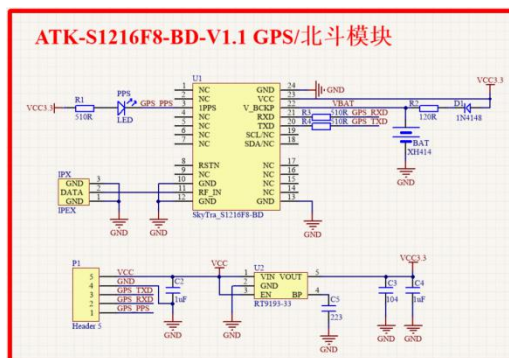 ATK-S1216F8-BD-V1.1 GPS/北斗模块
U1
1 NC GND 24 GND VCC3.3
2 NC VCC 23
VCC3.3 R1 510R PPS LED GPS_PPS 3 1PPS V_BCKP 22 VBAT R2 120R D1 1N4148
4 NC RXD 21 R3 510R GPS_RXD
5 NC TXD 20 R4 510R GPS_TXD
6 NC SCL/NC 19
7 NC SDA/NC 18
BAT XH414
GND
8 RSTN NC 17
9 NC NC 16
10 GND NC 15
11 RF_IN NC 14
12 GND GND 13
SkyTra_S1216F8-BD
IPX
GND 3
DATA 2
GND 1
IPEX
GND GND GND
P1
5 VCC
4 GND
3 GPS_TXD
2 GPS_RXD
1 GPS_PPS
Header 5
C2 1uF
GND
VCC
U2
1 VIN VOUT 5
2 GND
3 EN BP 4
RT9193-33
GND
C5 223
GND
VCC3.3
C3 104
C4 1uF
GND GND